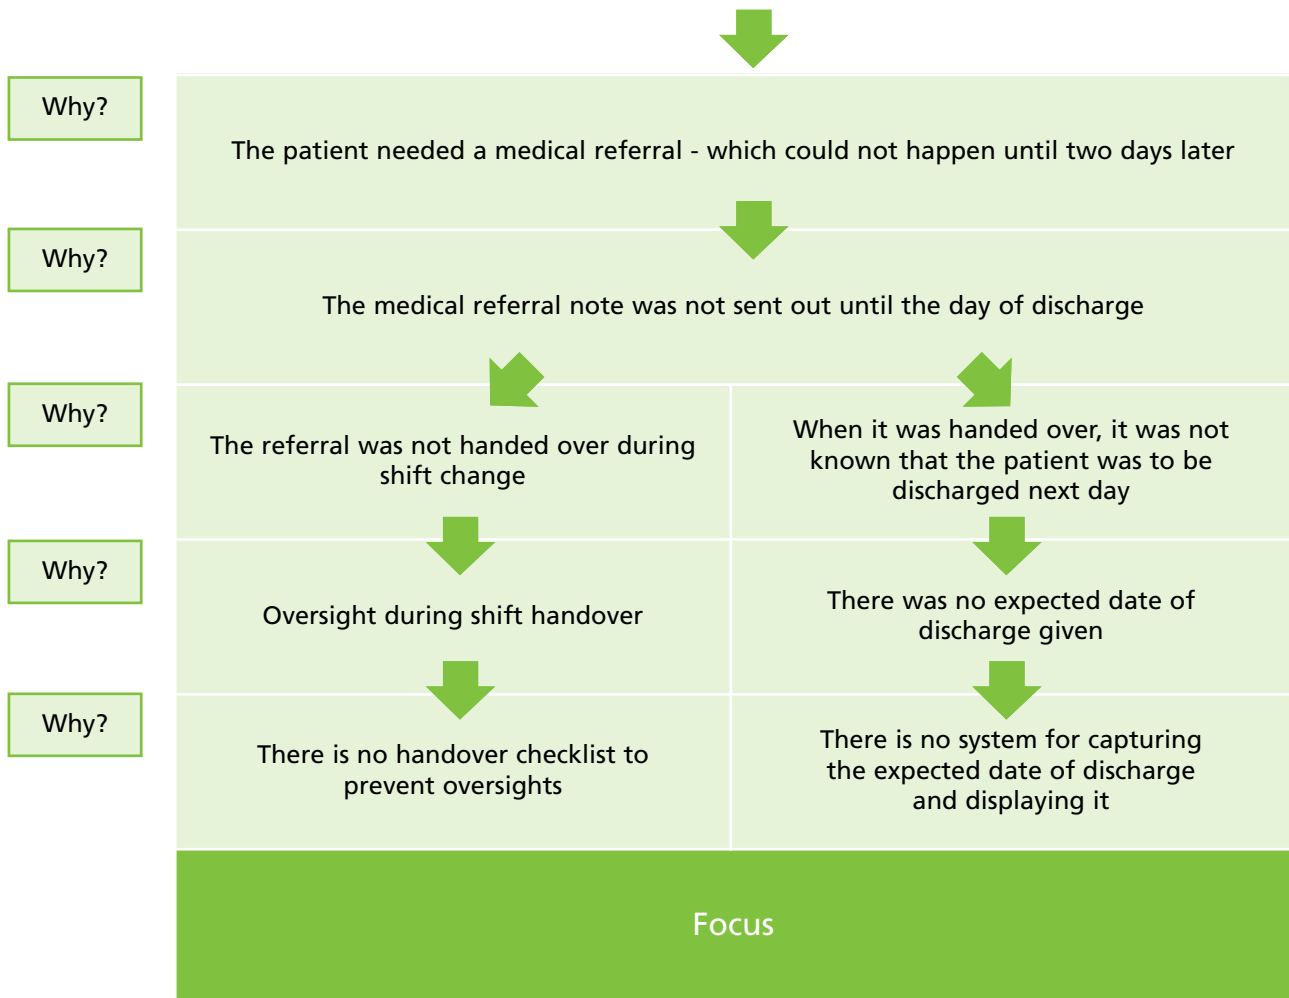 Why?
The patient needed a medical referral - which could not happen until two days later
Why?
The medical referral note was not sent out until the day of discharge
Why?
The referral was not handed over during
shift change
When it was handed over, it was not
known that the patient was to be
discharged next day
Why?
Oversight during shift handover
There was no expected date of
discharge given
Why?
There is no handover checklist to
prevent oversights
There is no system for capturing
the expected date of discharge
and displaying it
Focus